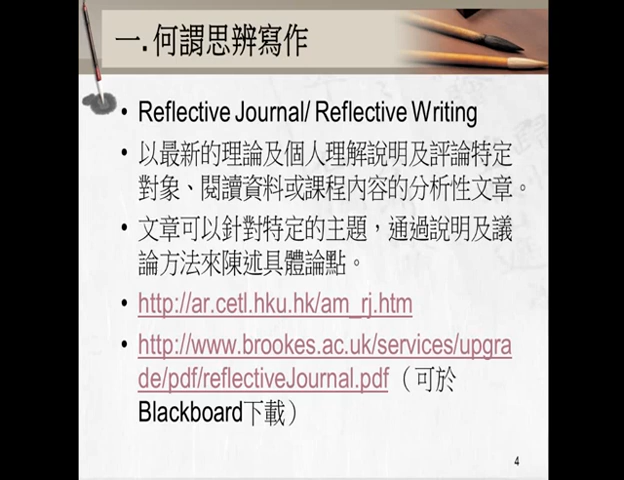 一. 何謂思辨寫作
• Reflective Journal/ Reflective Writing
• 以最新的理論及個人理解說明及評論特定
對象、閱讀資料或課程內容的分析性文章。
• 文章可以針對特定的主題，通過說明及議
論方法來陳述具體論點。
• http://ar.cetl.hku.hk/am_rj.htm
• http://www.brookes.ac.uk/services/upgra
de/pdf/reflectiveJournal.pdf （可於
Blackboard下載）
4